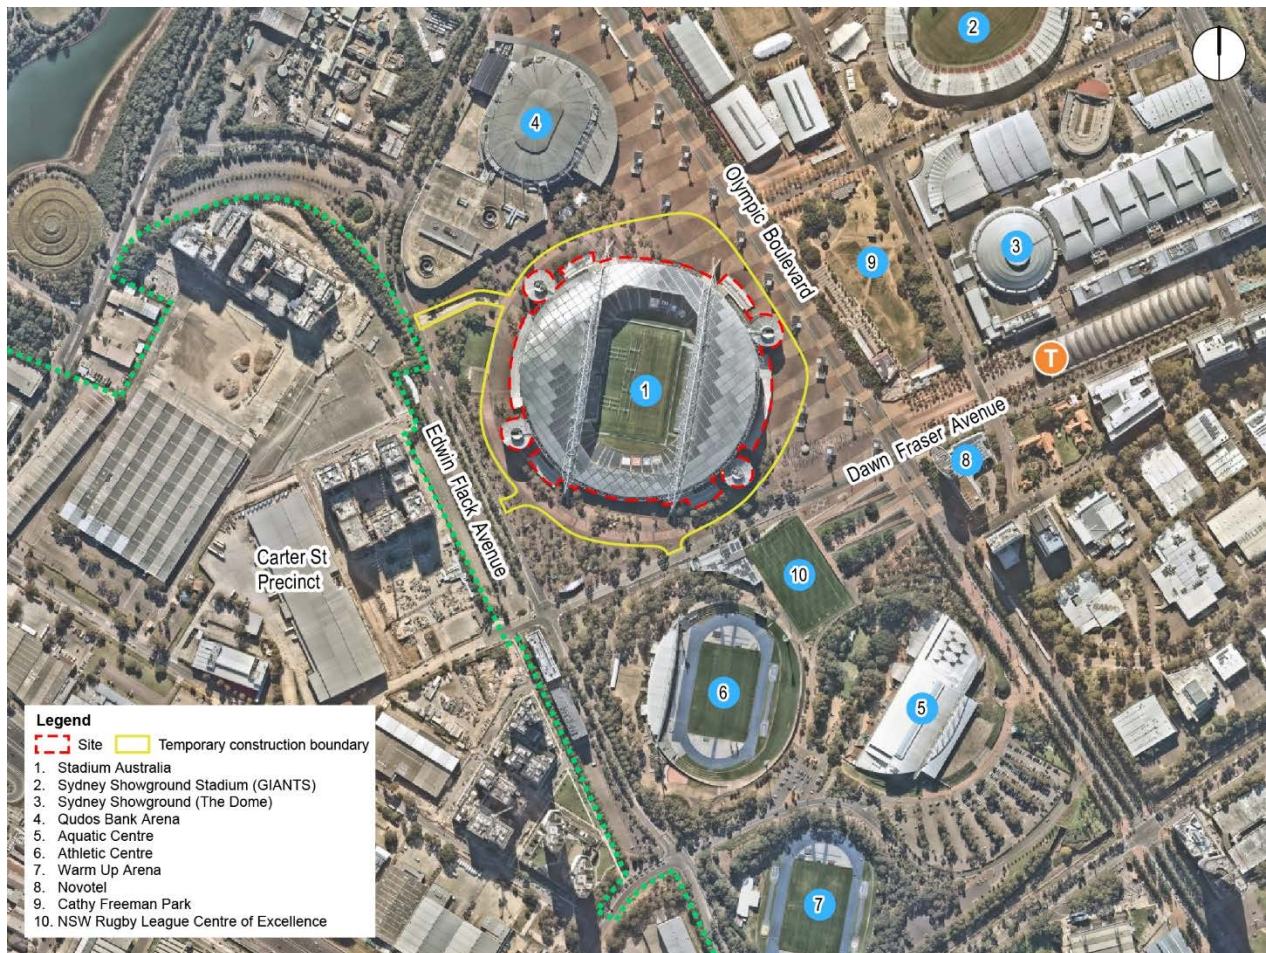 2
4
Olympic Boulevard
9
3
T
1
Dawn Fraser Avenue
8
Edwin Flack Avenue
Carter St
Precinct
10
6
5
7
Legend
Site
Temporary construction boundary
1. Stadium Australia
2. Sydney Showground Stadium (GIANTS)
3. Sydney Showground (The Dome)
4. Qudos Bank Arena
5. Aquatic Centre
6. Athletic Centre
7. Warm Up Arena
8. Novotel
9. Cathy Freeman Park
10. NSW Rugby League Centre of Excellence